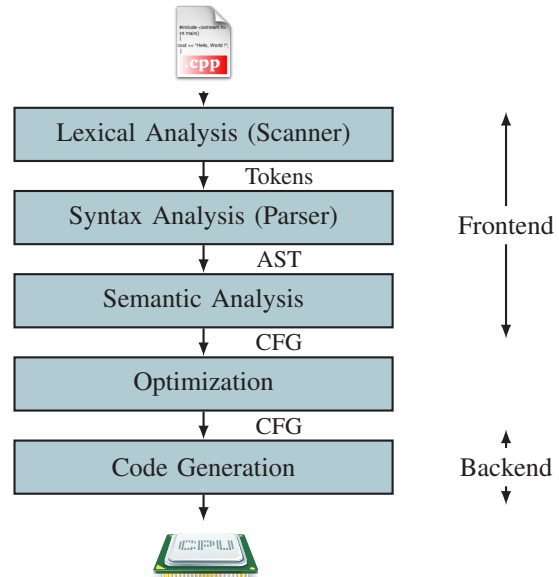 #include <iostream.h>
int main()
{
cout << "Hello, World !";
}
.cpp
Lexical Analysis (Scanner)
Tokens
Syntax Analysis (Parser)
Frontend
AST
Semantic Analysis
CFG
Optimization
CFG
Code Generation
Backend
CPU